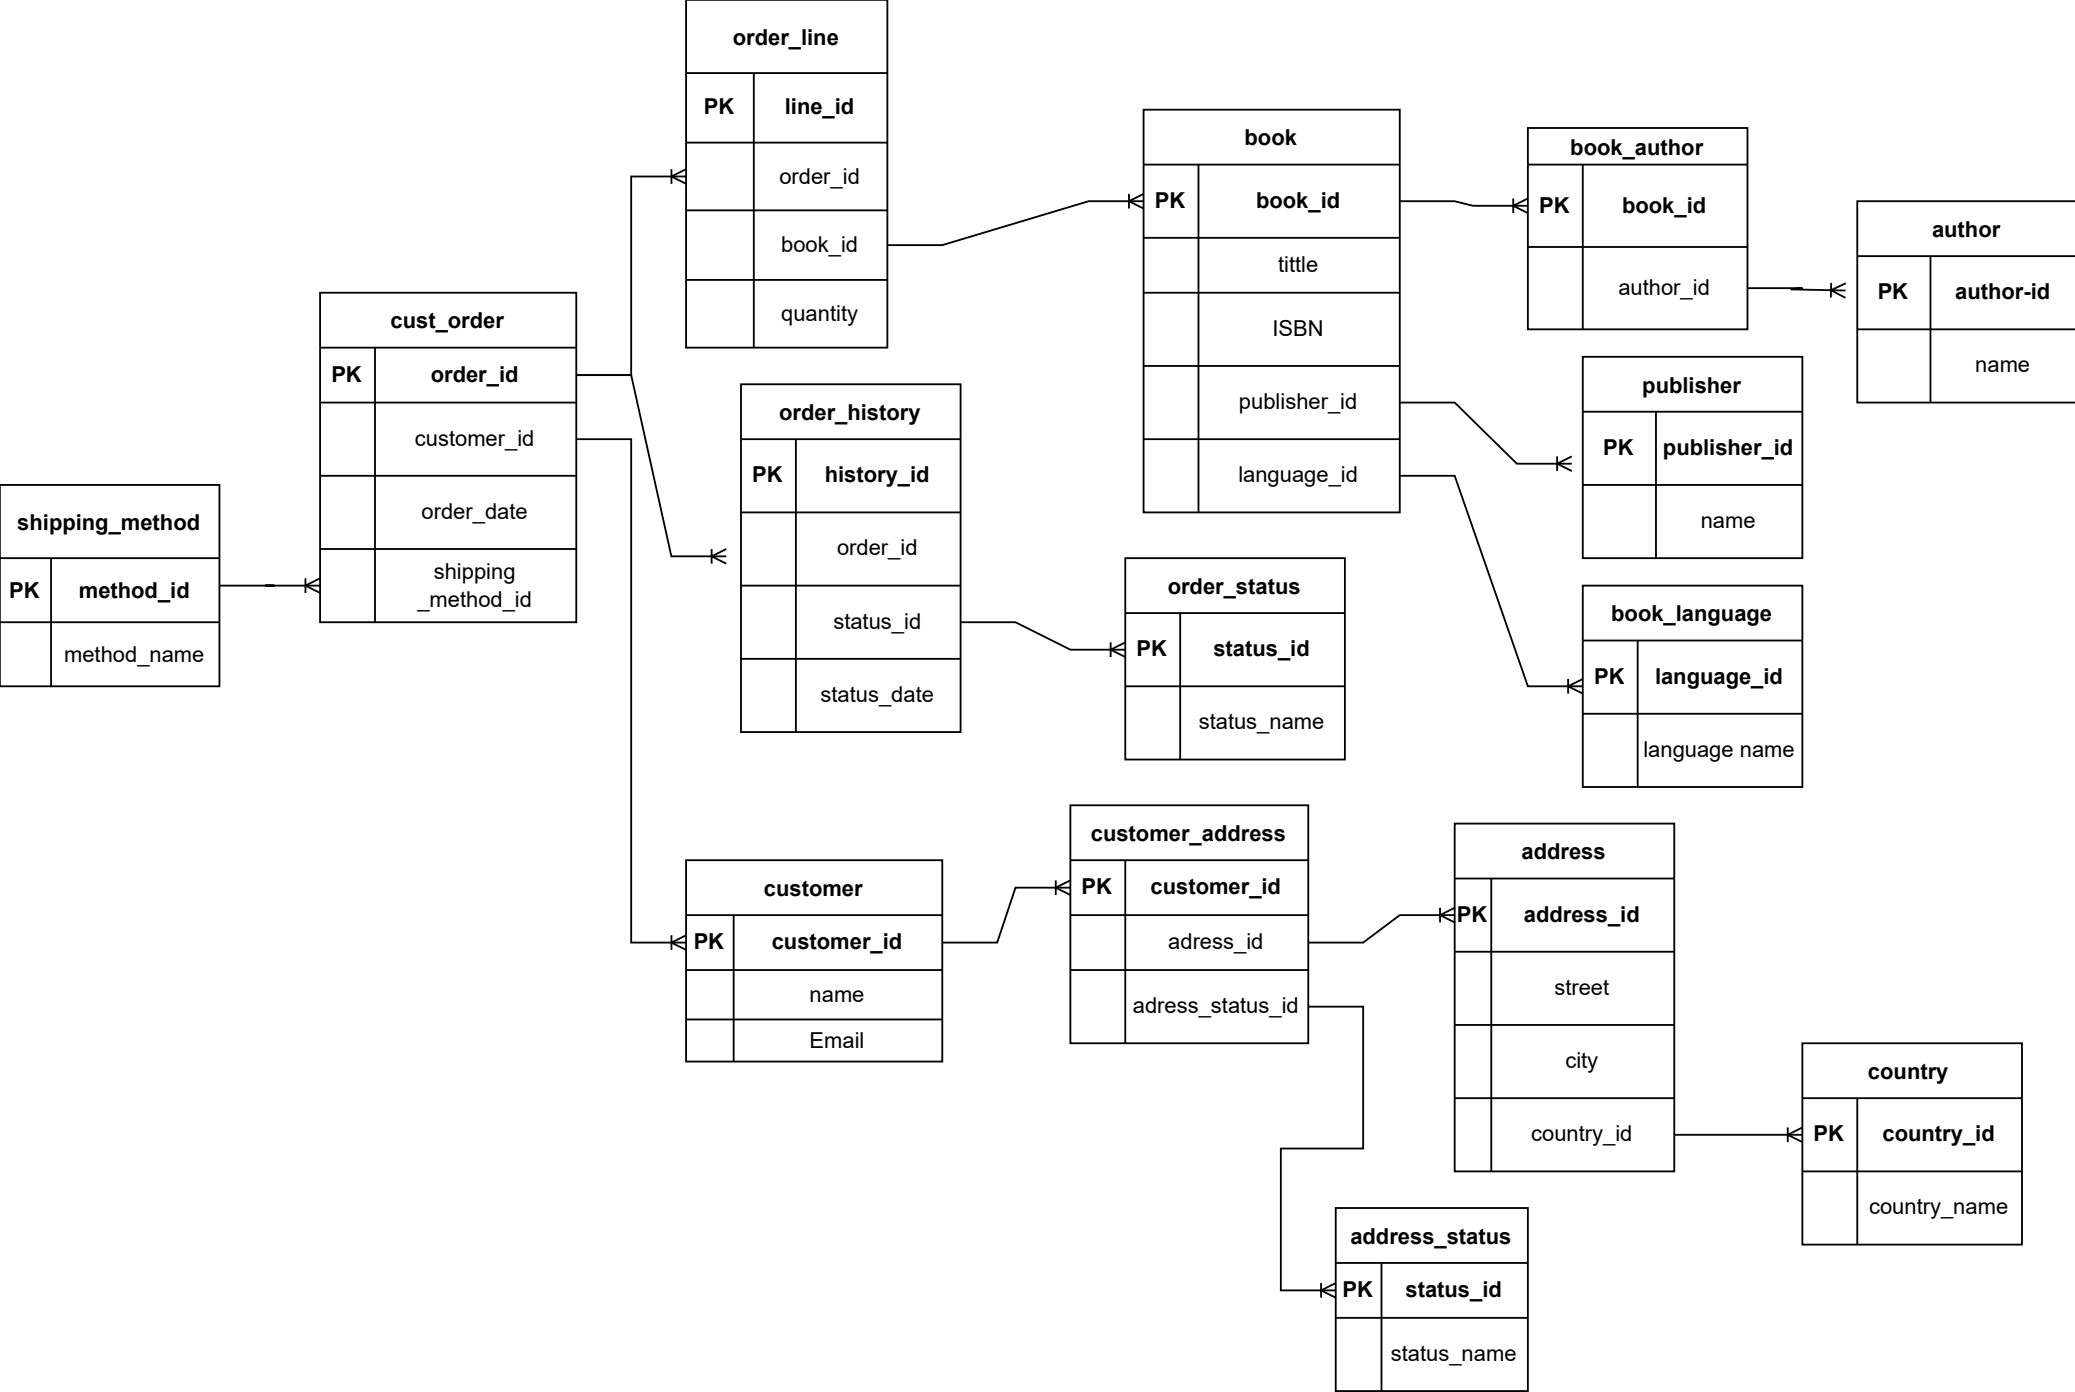 order_line
PK line_id
order_id
book_id
quantity
book
PK book_id
tittle
ISBN
publisher_id
language_id
book_author
PK book_id
author_id
author
PK author-id
name
cust_order
PK order_id
customer_id
order_date
shipping
_method_id
order_history
PK history_id
order_id
status_id
status_date
publisher
PK publisher_id
name
shipping_method
PK method_id
method_name
order_status
PK status_id
status_name
book_language
PK language_id
language name
customer
PK customer_id
name
Email
customer_address
PK customer_id
adress_id
adress_status_id
address
PK address_id
street
city
country_id
country
PK country_id
country_name
address_status
PK status_id
status_name